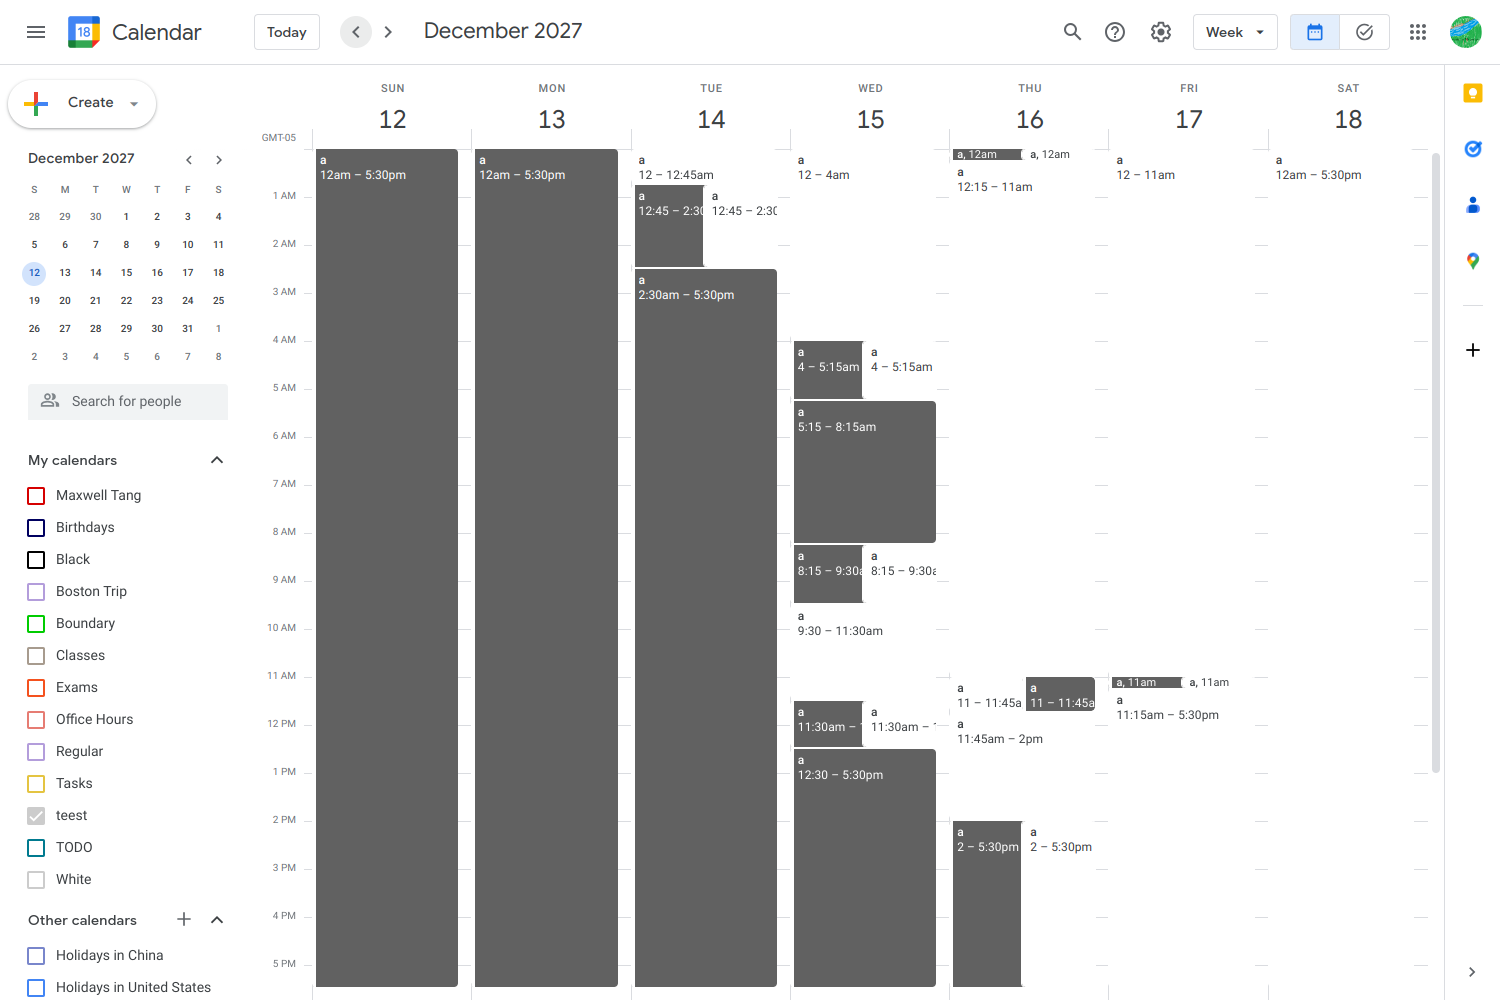 18 Calendar Today December 2027 Week
Create
SUN MON TUE WED THU FRI SAT
12 13 14 15 16 17 18
GMT-05
December 2027
S M T W T F S
28 29 30 1 2 3 4
5 6 7 8 9 10 11
12 13 14 15 16 17 18
19 20 21 22 23 24 25
26 27 28 29 30 31 1
2 3 4 5 6 7 8
Search for people
My calendars
Maxwell Tang
Birthdays
Black
Boston Trip
Boundary
Classes
Exams
Office Hours
Regular
Tasks
teest
TODO
White
Other calendars
Holidays in China
Holidays in United States
1 AM
2 AM
3 AM
4 AM
5 AM
6 AM
7 AM
8 AM
9 AM
10 AM
11 AM
12 PM
1 PM
2 PM
3 PM
4 PM
5 PM
a
12am – 5:30pm
a
12am – 5:30pm
a
12 – 12:45am
a
12:45 – 2:30
a
12:45 – 2:30
a
2:30am – 5:30pm
a
12 – 4am
a
4 – 5:15am
a
4 – 5:15am
a
5:15 – 8:15am
a
8:15 – 9:30a
a
8:15 – 9:30a
a
9:30 – 11:30am
a
11:30am –
a
11:30am –
a
12:30 – 5:30pm
a, 12am
a, 12am
a
12:15 – 11am
a
11 – 11:45a
a
11 – 11:45a
a
11:45am – 2pm
a
2 – 5:30pm
a
2 – 5:30pm
a
12 – 11am
a, 11am
a, 11am
a
11:15am – 5:30pm
a
12am – 5:30pm